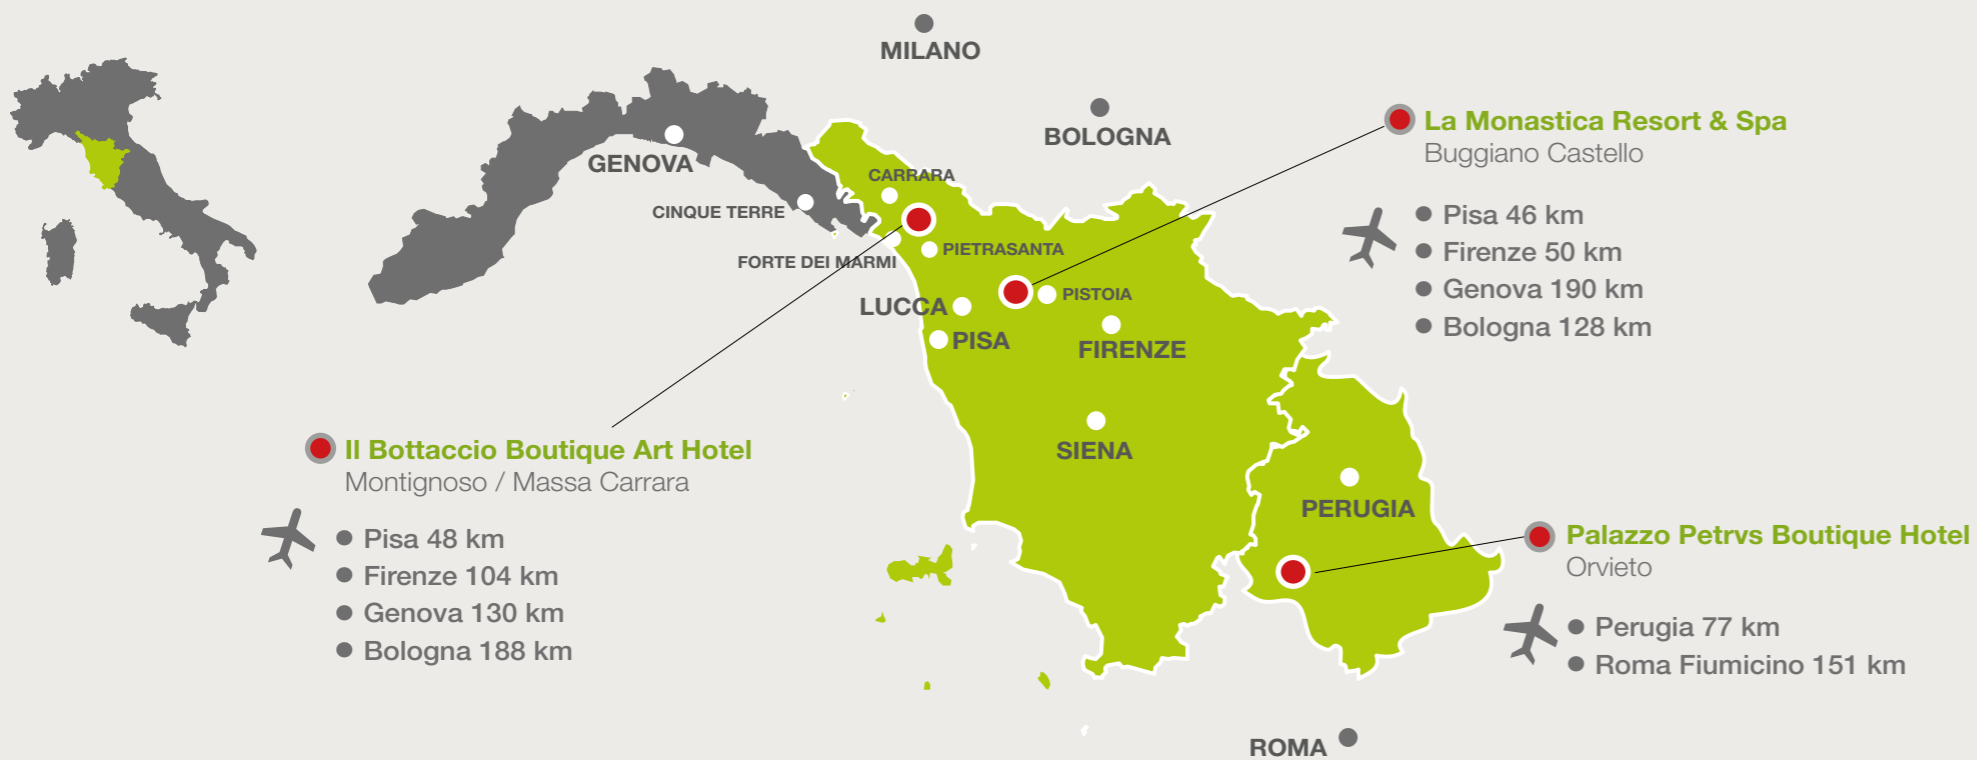 MILANO
BOLOGNA
GENOVA
CARRARA
CINQUE TERRE
PIETRASANTA
FORTE DEI MARMI
PISTOIA
LUCCA
PISA
FIRENZE
SIENA
PERUGIA
ROMA
La Monastica Resort & Spa
Buggiano Castello
Pisa 46 km
Firenze 50 km
Genova 190 km
Bologna 128 km
Il Bottaccio Boutique Art Hotel
Montignoso / Massa Carrara
Pisa 48 km
Firenze 104 km
Genova 130 km
Bologna 188 km
Palazzo Petrvs Boutique Hotel
Orvieto
Perugia 77 km
Roma Fiumicino 151 km